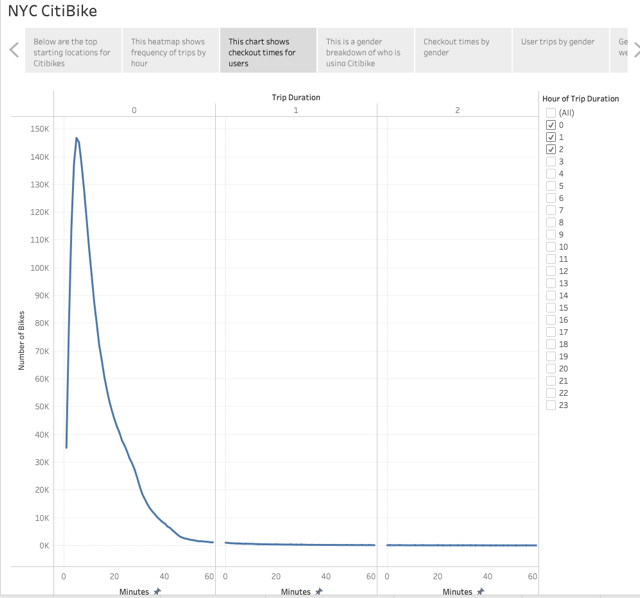 NYC CitiBike
Below are the top
starting locations for
Citibikes
This heatmap shows
frequency of trips by
hour
This chart shows
checkout times for
users
This is a gender
breakdown of who is
using Citibike
Checkout times by
gender
User trips by gender
Ge
we
Trip Duration
0
1
2
150K
140K
130K
120K
110K
100K
90K
80K
70K
60K
50K
40K
30K
20K
10K
0K
Number of Bikes
0 20 40 60
0 20 40 60
0 20 40 60
Minutes
Minutes
Minutes
Hour of Trip Duration
(All)
0
1
2
3
4
5
6
7
8
9
10
11
12
13
14
15
16
17
18
19
20
21
22
23